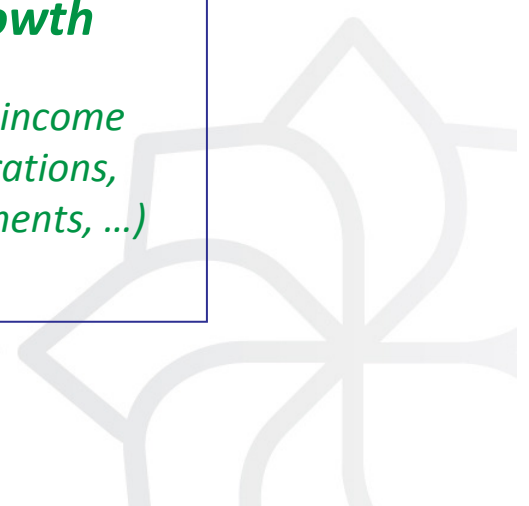 owth
income
rations,
nents, ...)